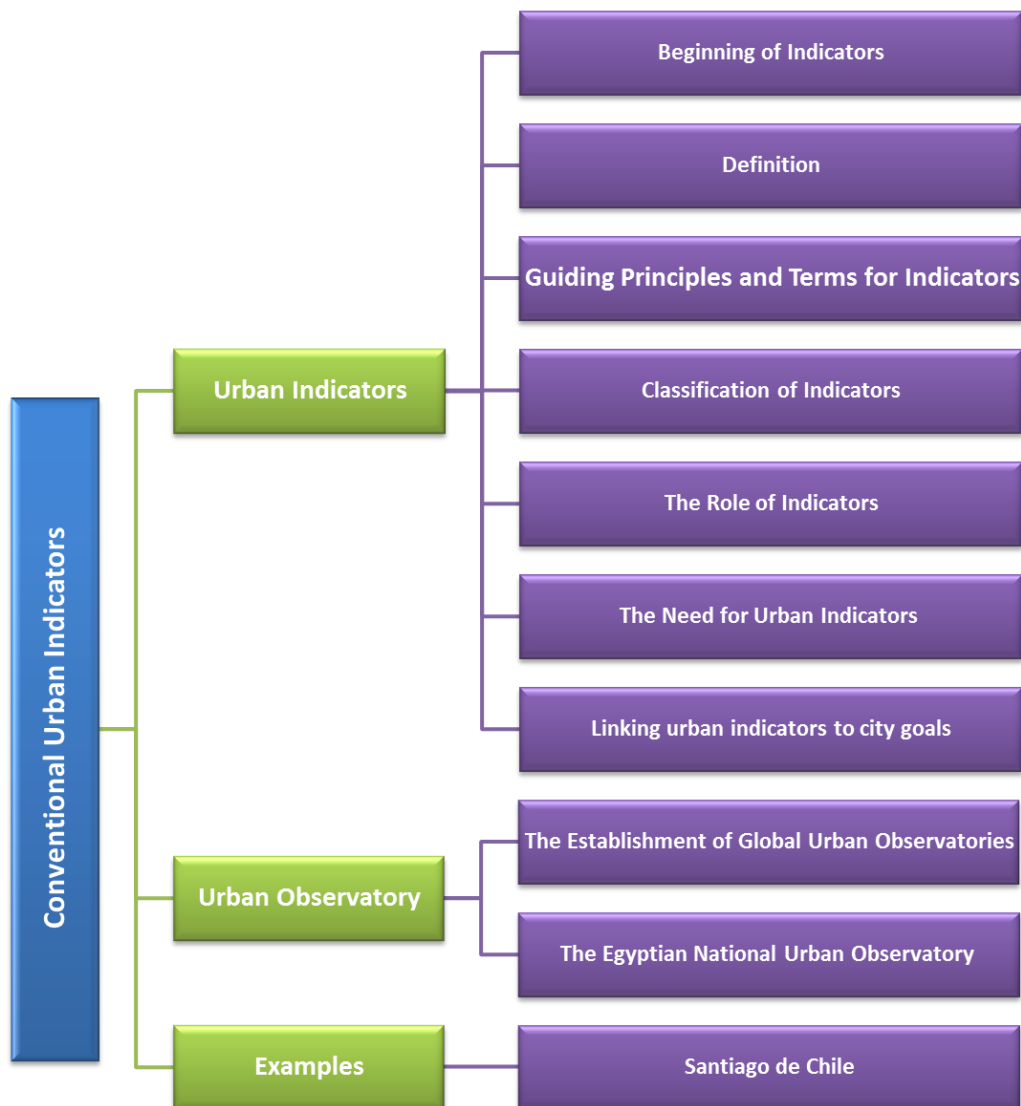 Conventional Urban Indicators
Urban Indicators
Beginning of Indicators
Definition
Guiding Principles and Terms for Indicators
Classification of Indicators
The Role of Indicators
The Need for Urban Indicators
Linking urban indicators to city goals
Urban Observatory
The Establishment of Global Urban Observatories
The Egyptian National Urban Observatory
Examples
Santiago de Chile